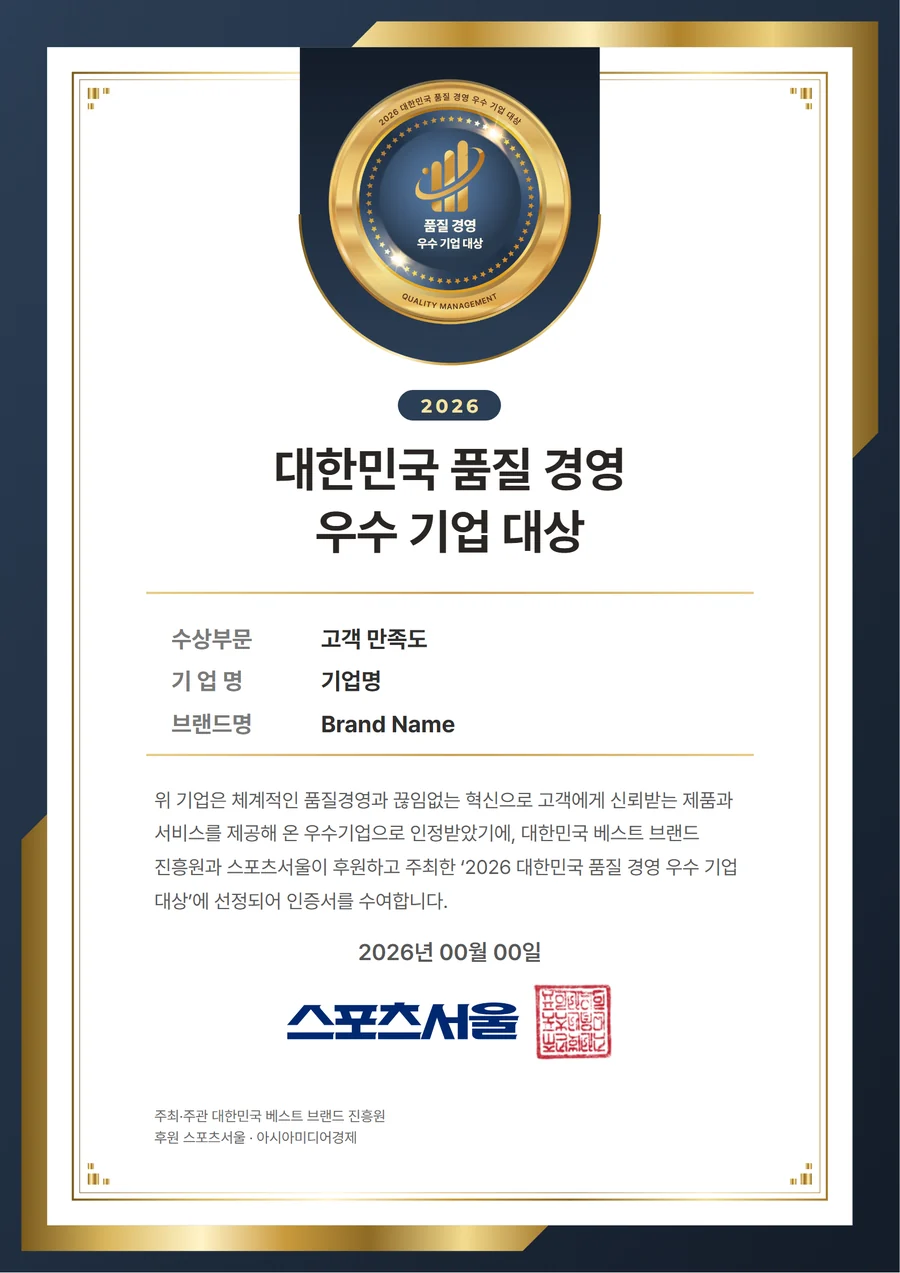 2026 대한민국 품질 경영 우수 기업 대상
품질 경영
우수 기업 대상
QUALITY MANAGEMENT
2026
대한민국 품질 경영
우수 기업 대상
수상부문 고객 만족도
기 업 명 기업명
브랜드명 Brand Name
위 기업은 체계적인 품질경영과 끊임없는 혁신으로 고객에게 신뢰받는 제품과
서비스를 제공해 온 우수기업으로 인정받았기에, 대한민국 베스트 브랜드
진흥원과 스포츠서울이 후원하고 주최한 ‘2026 대한민국 품질 경영 우수 기업
대상’에 선정되어 인증서를 수여합니다.
2026년 00월 00일
스포츠서울
주최·주관 대한민국 베스트 브랜드 진흥원
후원 스포츠서울 · 아시아미디어경제